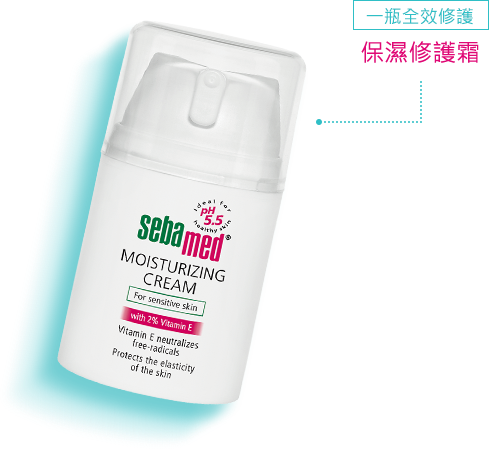 一瓶全效修護
保濕修護霜
Ideal for
pH
5.5
healthy skin
sebamed®
MOISTURIZING
CREAM
For sensitive skin
with 2% Vitamin E
Vitamin E neutralizes
free-radicals
Protects the elasticity
of the skin